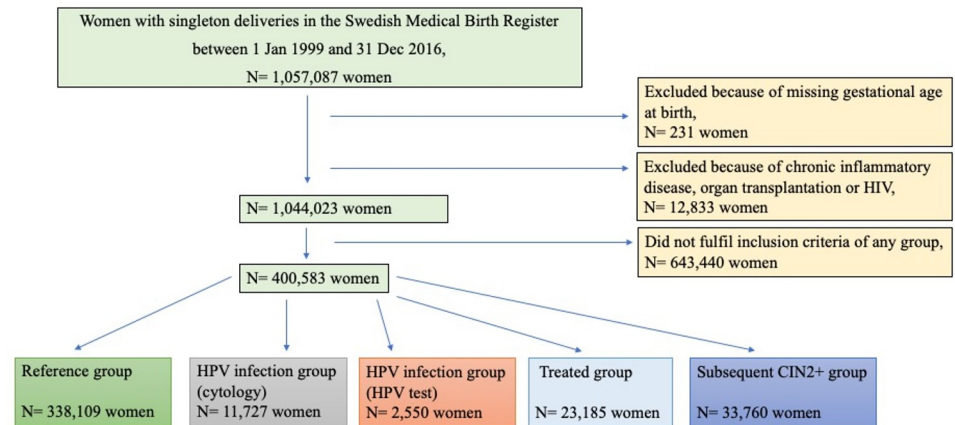 Women with singleton deliveries in the Swedish Medical Birth Register
between 1 Jan 1999 and 31 Dec 2016,
N= 1,057,087 women
Excluded because of missing gestational age
at birth,
N= 231 women
Excluded because of chronic inflammatory
disease, organ transplantation or HIV,
N= 12,833 women
N= 1,044,023 women
Did not fulfil inclusion criteria of any group,
N= 643,440 women
N= 400,583 women
Reference group
N= 338,109 women
HPV infection group
(cytology)
N= 11,727 women
HPV infection group
(HPV test)
N= 2,550 women
Treated group
N= 23,185 women
Subsequent CIN2+ group
N= 33,760 women